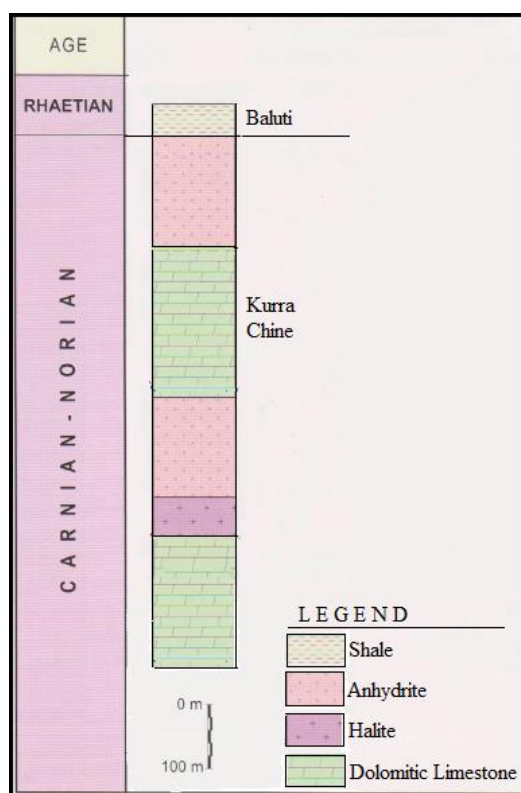 AGE
RHAETIAN
Baluti
CARNIAN-NORIAN
Kurra
Chine
LEGEND
Shale
Anhydrite
Halite
Dolomitic Limestone
0 m
100 m